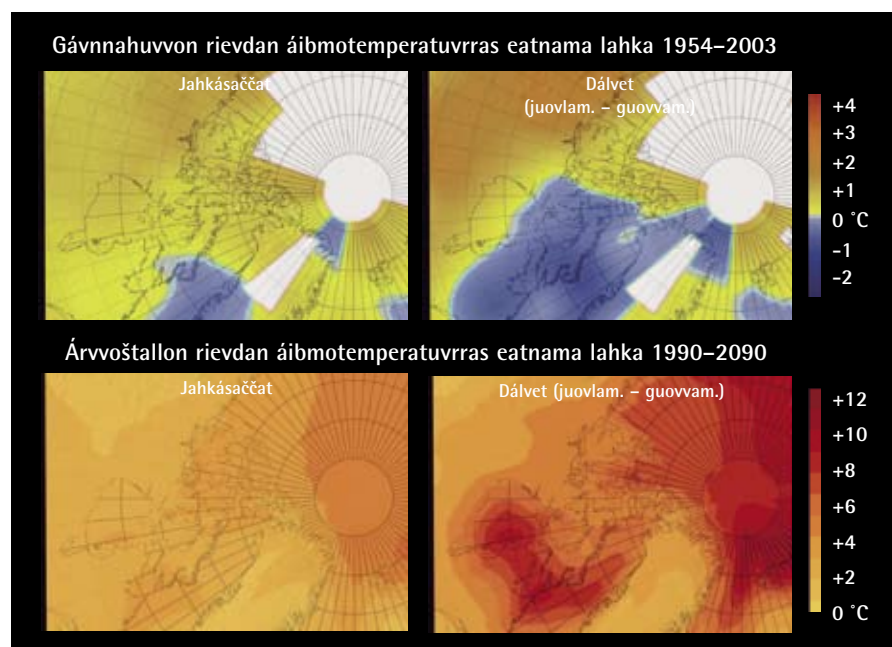 Gávnnahuvvon rievdan áibmotemperatuvrras eatnama lahka 1954–2003
Jahkásaččat
Dálvet
(juovlam. – guovvam.)
+4
+3
+2
+1
0 ˚C
-1
-2
Árvvoštallon rievdan áibmotemperatuvrras eatnama lahka 1990–2090
Jahkásaččat
Dálvet (juovlam. – guovvam.)
+12
+10
+8
+6
+4
+2
0 ˚C